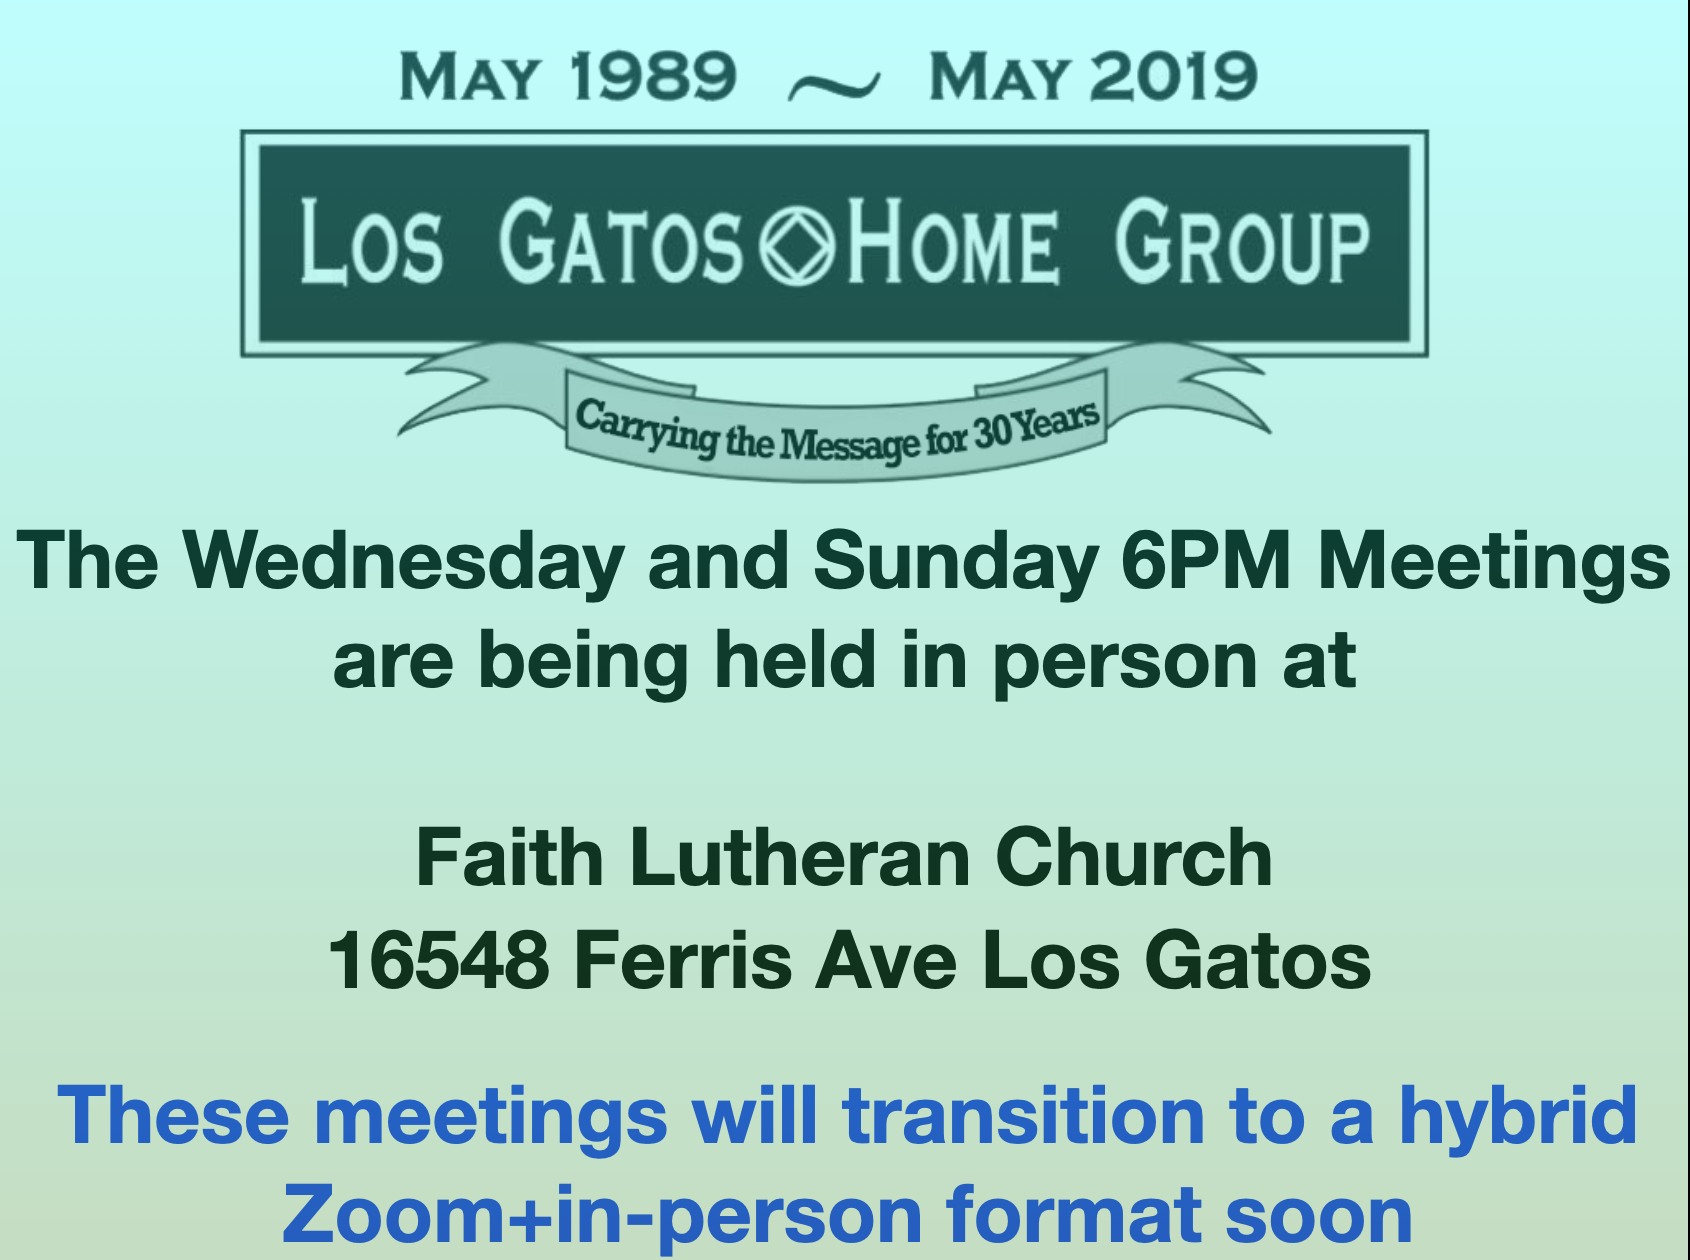 May 1989 ~ May 2019
Los Gatos Home Group
Carrying the Message for 30 Years
The Wednesday and Sunday 6PM Meetings
are being held in person at
Faith Lutheran Church
16548 Ferris Ave Los Gatos
These meetings will transition to a hybrid
Zoom+in-person format soon